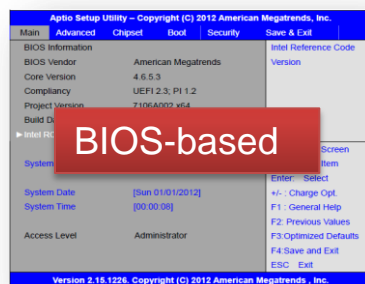 Aptio Setup Utility – Copyright (C) 2012 American Megatrends, Inc.
Main Advanced Chipset Boot Security Save & Exit
BIOS Information
BIOS Vendor American Megatrends
Core Version 4.6.5.3
Compliancy UEFI 2.3; PI 1.2
Project Version 7106A002 x64
Build
Intel
System
System Date [Sun 01/01/2012]
System Time [00:00:06]
Access Level Administrator
Intel Reference Code
Version
Screen
Item
Enter: Select
+/- : Charge Opt.
F1 : General Help
F2: Previous Values
F3:Optimized Defaults
F4:Save and Exit
ESC Exit
Version 2.15.1226. Copyright (C) 2012 American Megatrends , Inc.
BIOS-based